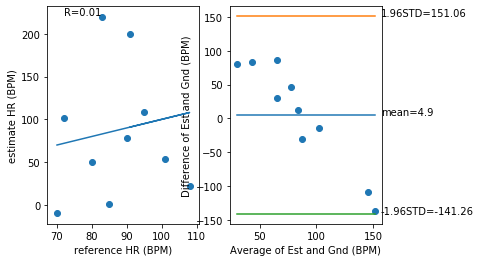 R=0.01
200
150
100
50
0
estimate HR (BPM)
70
80
90
100
110
reference HR (BPM)
150
100
50
0
−50
−100
−150
Difference of Est and Gnd (BPM)
1.96STD=151.06
mean=4.9
-1.96STD=-141.26
50
100
150
Average of Est and Gnd (BPM)